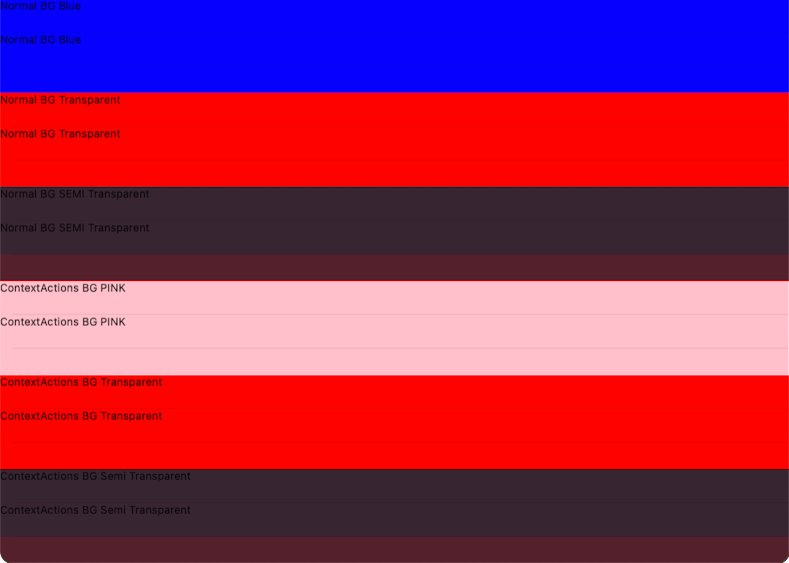 Normal BG Blue
Normal BG Blue
Normal BG Transparent
Normal BG Transparent
Normal BG SEMI Transparent
Normal BG SEMI Transparent
ContextActions BG PINK
ContextActions BG PINK
ContextActions BG Transparent
ContextActions BG Transparent
ContextActions BG Semi Transparent
ContextActions BG Semi Transparent